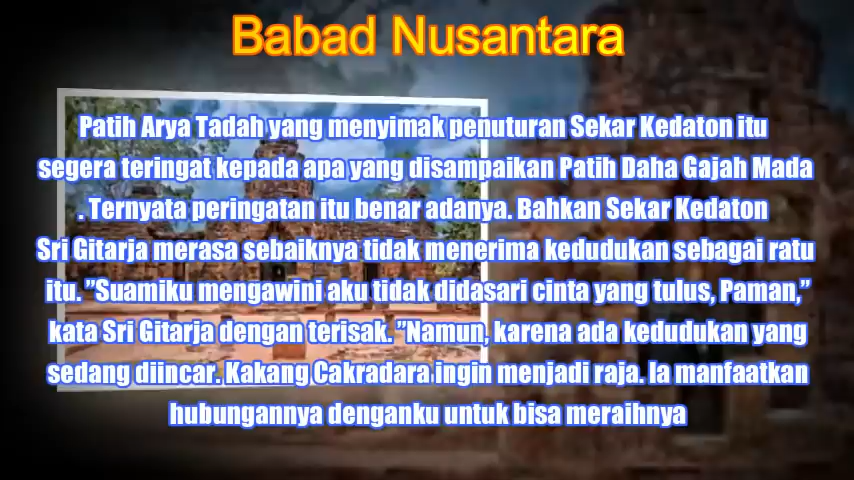 Babad Nusantara
Patih Arya Tadah yang menyimak penuturan Sekar Kedaton itu
segera teringat kepada apa yang disampaikan Patih Daha Gajah Mada
. Ternyata peringatan itu benar adanya. Bahkan Sekar Kedaton
Sri Gitarja merasa sebaiknya tidak menerima kedudukan sebagai ratu
itu. ”Suamiku mengawini aku tidak didasari cinta yang tulus, Paman,”
kata Sri Gitarja dengan terisak. ”Namun, karena ada kedudukan yang
sedang diincar. Kakang Cakradara ingin menjadi raja. Ia manfaatkan
hubungannya denganku untuk bisa meraihnya